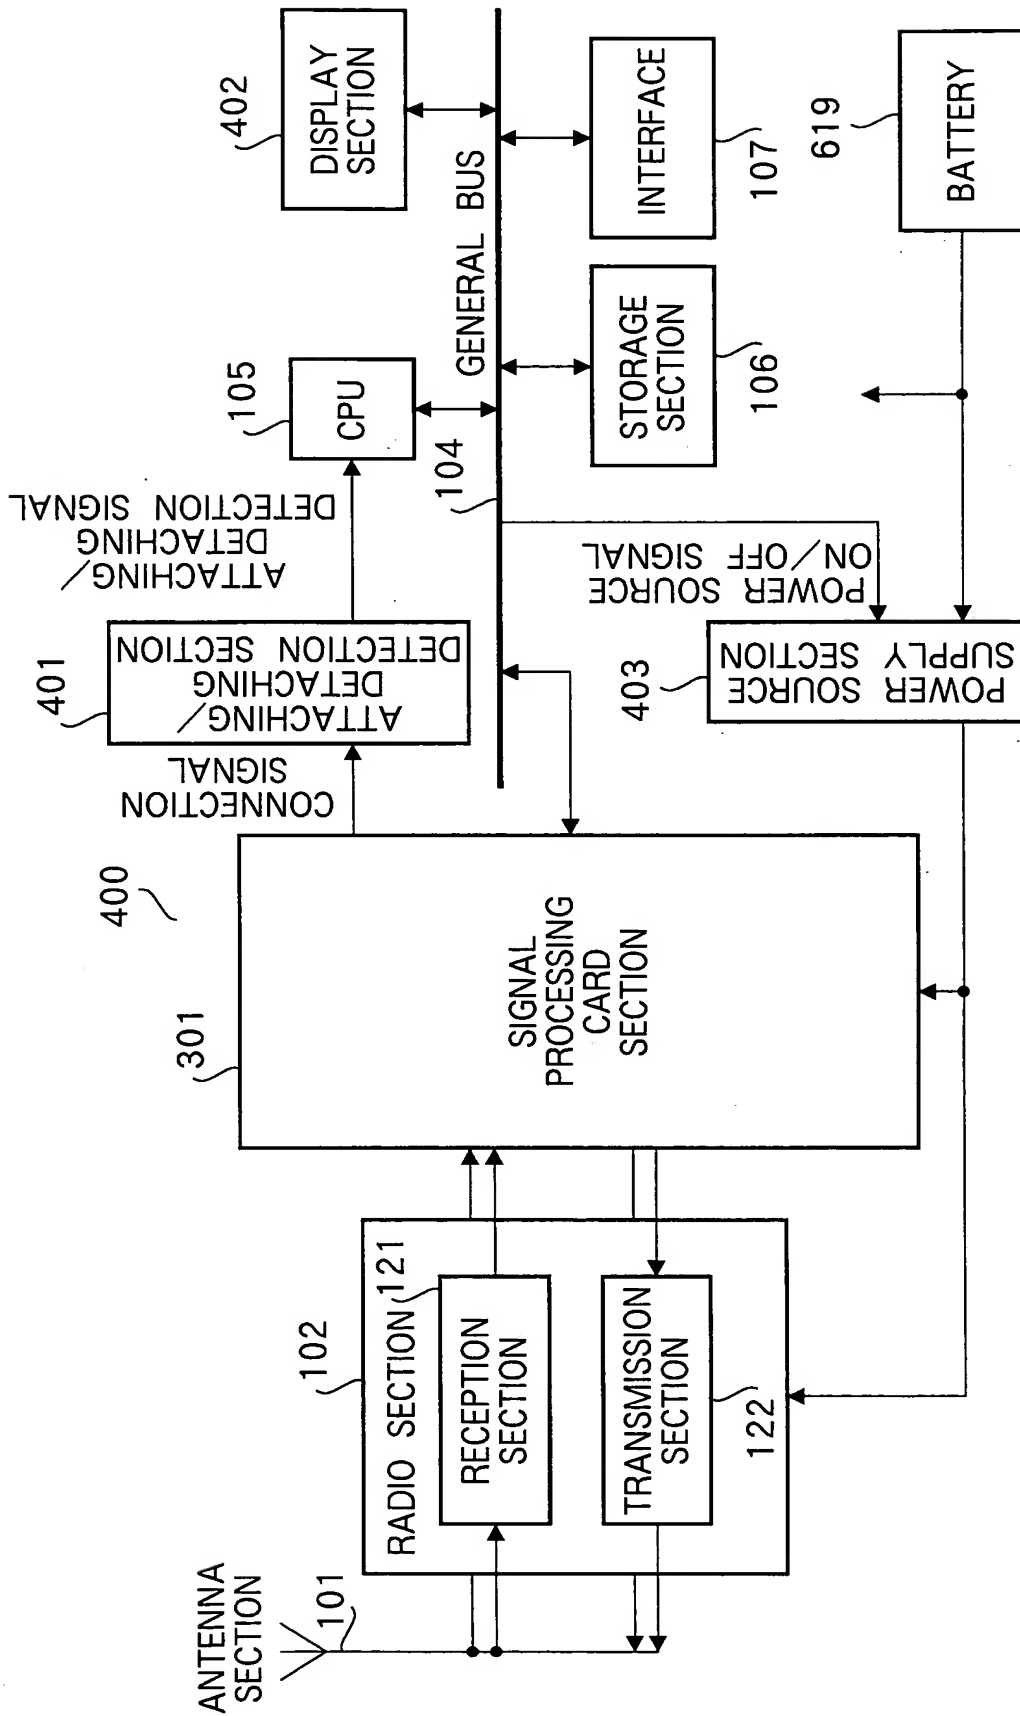 ANTENNA
SECTION
101
102
RADIO SECTION
121
RECEPTION
SECTION
TRANSMISSION
SECTION
122
400
301
SIGNAL
PROCESSING
CARD
SECTION
CONNECTION
SIGNAL
401
ATTACHING/
DETACHING
DETECTION SECTION
ATTACHING/
DETACHING
DETECTION SIGNAL
105
CPU
104
GENERAL BUS
402
DISPLAY
SECTION
STORAGE
SECTION
106
INTERFACE
107
POWER SOURCE
ON/OFF SIGNAL
403
POWER SOURCE
SUPPLY SECTION
619
BATTERY